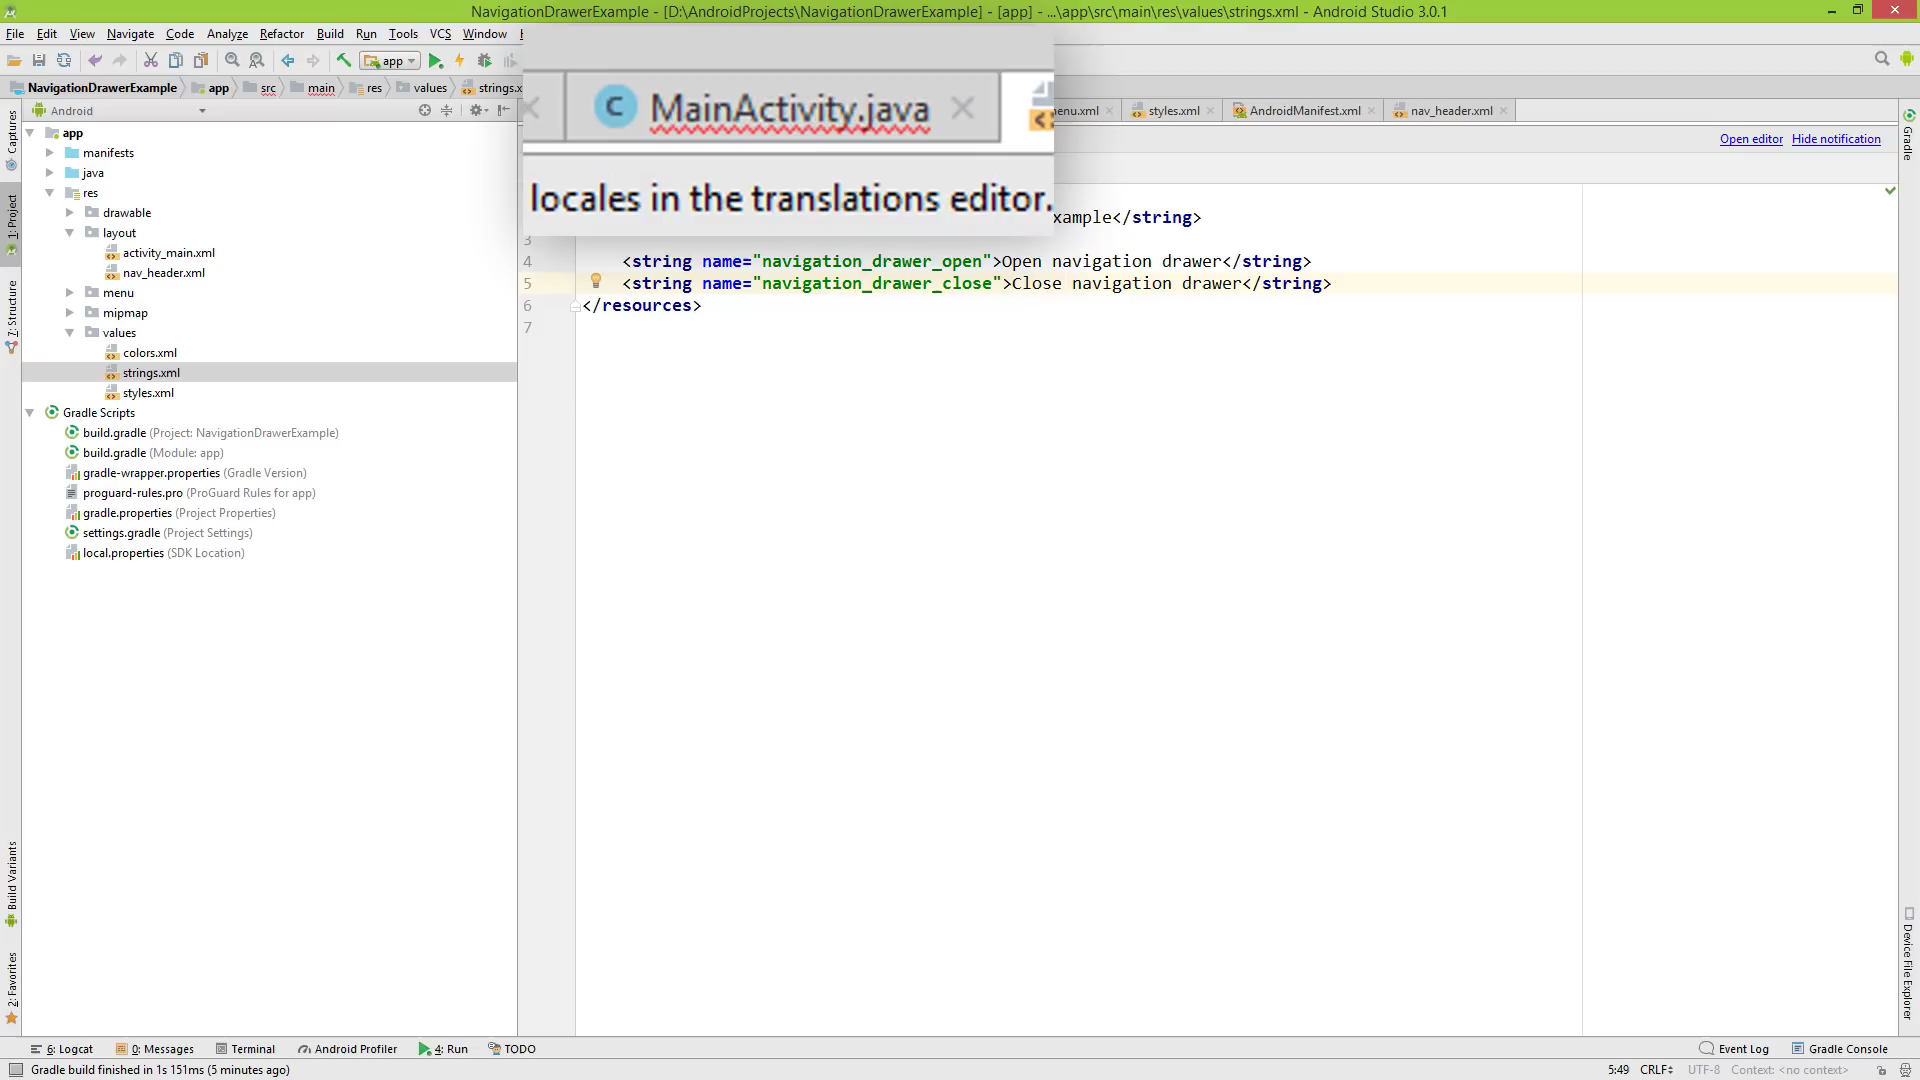 NavigationDrawerExample - [D:\AndroidProjects\NavigationDrawerExample] - [app] - ...\app\src\main\res\values\strings.xml - Android Studio 3.0.1
File Edit View Navigate Code Analyze Refactor Build Run Tools VCS Window
app
NavigationDrawerExample app src main res values strings.x
Android
C MainActivity.java
enu.xml styles.xml AndroidManifest.xml nav_header.xml
locales in the translations editor.
Open editor Hide notification
app
manifests
java
res
drawable
layout
activity_main.xml
nav_header.xml
menu
mipmap
values
colors.xml
strings.xml
styles.xml
Gradle Scripts
build.gradle (Project: NavigationDrawerExample)
build.gradle (Module: app)
gradle-wrapper.properties (Gradle Version)
proguard-rules.pro (ProGuard Rules for app)
gradle.properties (Project Properties)
settings.gradle (Project Settings)
local.properties (SDK Location)
xample</string>
3
4 <string name="navigation_drawer_open">Open navigation drawer</string>
5 <string name="navigation_drawer_close">Close navigation drawer</string>
6 </resources>
7
Captures
1: Project
7: Structure
Build Variants
2: Favorites
Gradle
Device File Explorer
6: Logcat 0: Messages Terminal Android Profiler 4: Run TODO Event Log Gradle Console
Gradle build finished in 1s 151ms (5 minutes ago) 5:49 CRLF UTF-8 Context: <no context>